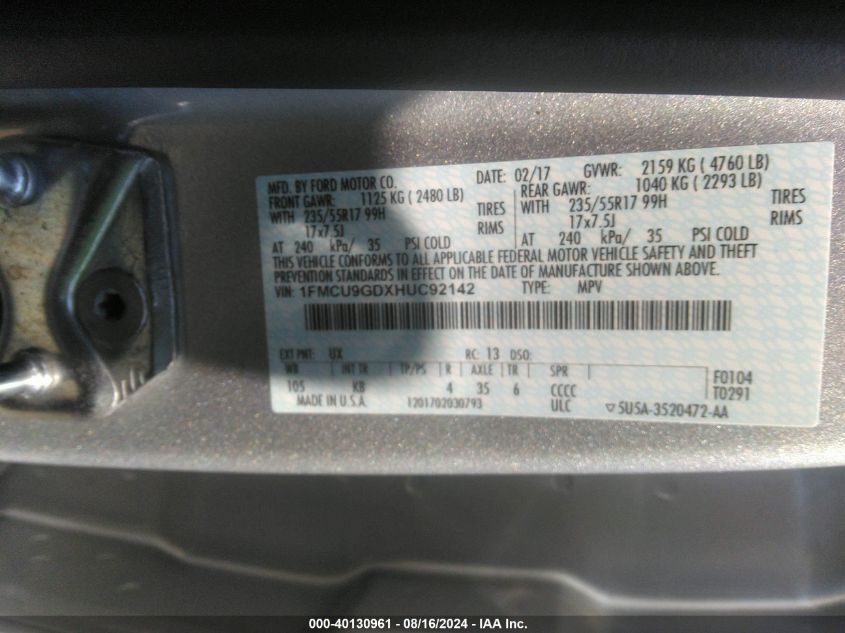 MFD. BY FORD MOTOR CO. DATE: 02/17 GVWR: 2159 KG ( 4760 LB)
FRONT GAWR: 1125 KG ( 2480 LB) REAR GAWR: 1040 KG ( 2293 LB)
WITH 235/55R17 99H TIRES WITH 235/55R17 99H TIRES
17x7.5J RIMS 17x7.5J RIMS
AT 240 kPa/ 35 PSI COLD AT 240 kPa/ 35 PSI COLD
THIS VEHICLE CONFORMS TO ALL APPLICABLE FEDERAL MOTOR VEHICLE SAFETY AND THEFT
PREVENTION STANDARDS IN EFFECT ON THE DATE OF MANUFACTURE SHOWN ABOVE.
VIN: 1FMCU9GDXHUC92142 TYPE: MPV
EXT PNT: UX RC: 13 DSO:
WB INT TR TP/PS R AXLE TR SPR F0104
105 KB 4 35 6 CCCC T0291
MADE IN U.S.A. 1201702030793 ULC ▽5U5A-3520472-AA
000-40130961 - 08/16/2024 - IAA Inc.